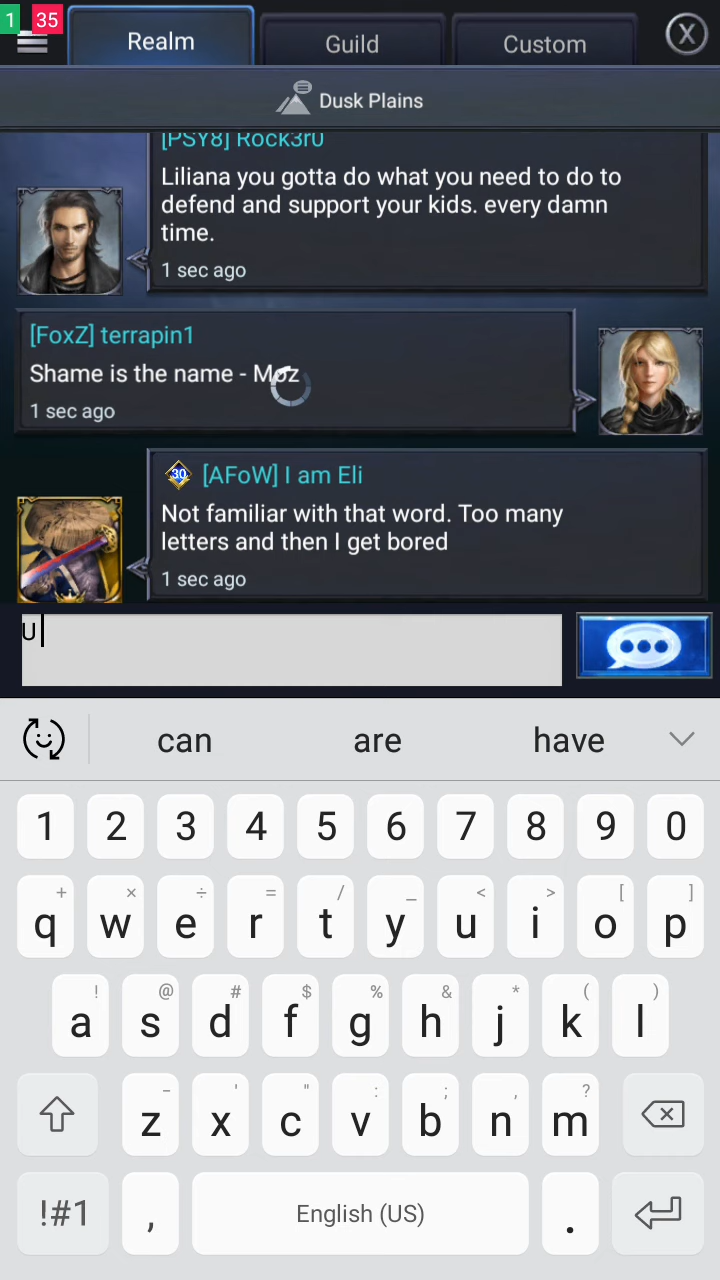 1
35
Realm
Guild
Custom
X
Dusk Plains
[PSY8] Rock3r0
Liliana you gotta do what you need to do to
defend and support your kids. every damn
time.
1 sec ago
[FoxZ] terrapin1
Shame is the name - Moz
1 sec ago
30 [AFoW] I am Eli
Not familiar with that word. Too many
letters and then I get bored
1 sec ago
U
can are have
1 2 3 4 5 6 7 8 9 0
+ × ÷ = / _ < > [ ]
q w e r t y u i o p
! @ # $ % & * ( )
a s d f g h j k l
- ' " : ; , ?
z x c v b n m
!#1 , English (US) .